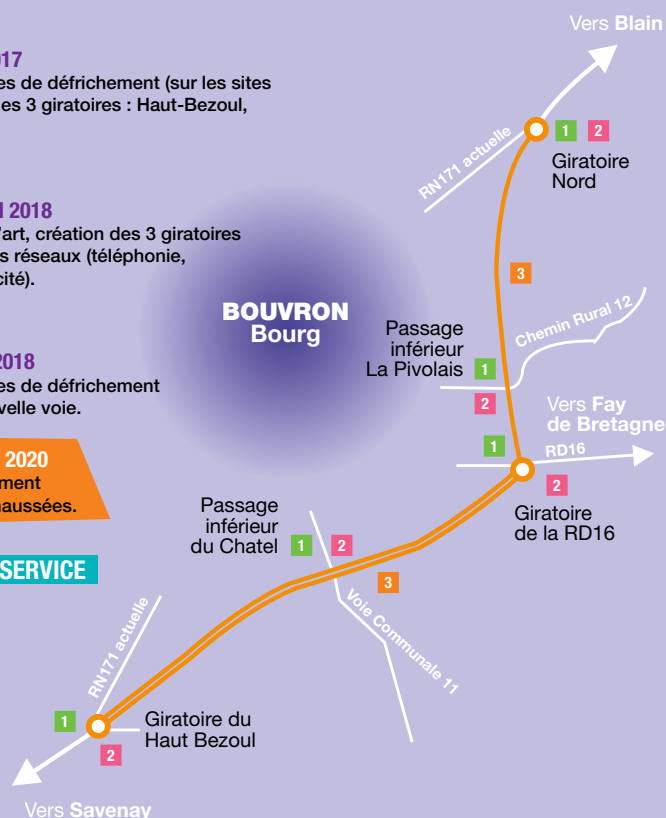 es de défrichement (sur les sites
es 3 giratoires : Haut-Bezoul,
2018
'art, création des 3 giratoires
s réseaux (téléphonie,
2018
es de défrichement
velle voie.
2020
ment
aussées.
SERVICE
Vers Blain
RN171 actuelle
1 2
Giratoire
Nord
3
BOUVRON
Bourg
Passage
inférieur
La Pivolais
1
2
Chemin Rural 12
Vers Fay
de Bretagne
1
RD16
2
Giratoire
de la RD16
Passage
inférieur
du Chatel
1 2
3
Voie Communale 11
RN171 actuelle
1
2
Giratoire du
Haut Bezoul
Vers Savenay